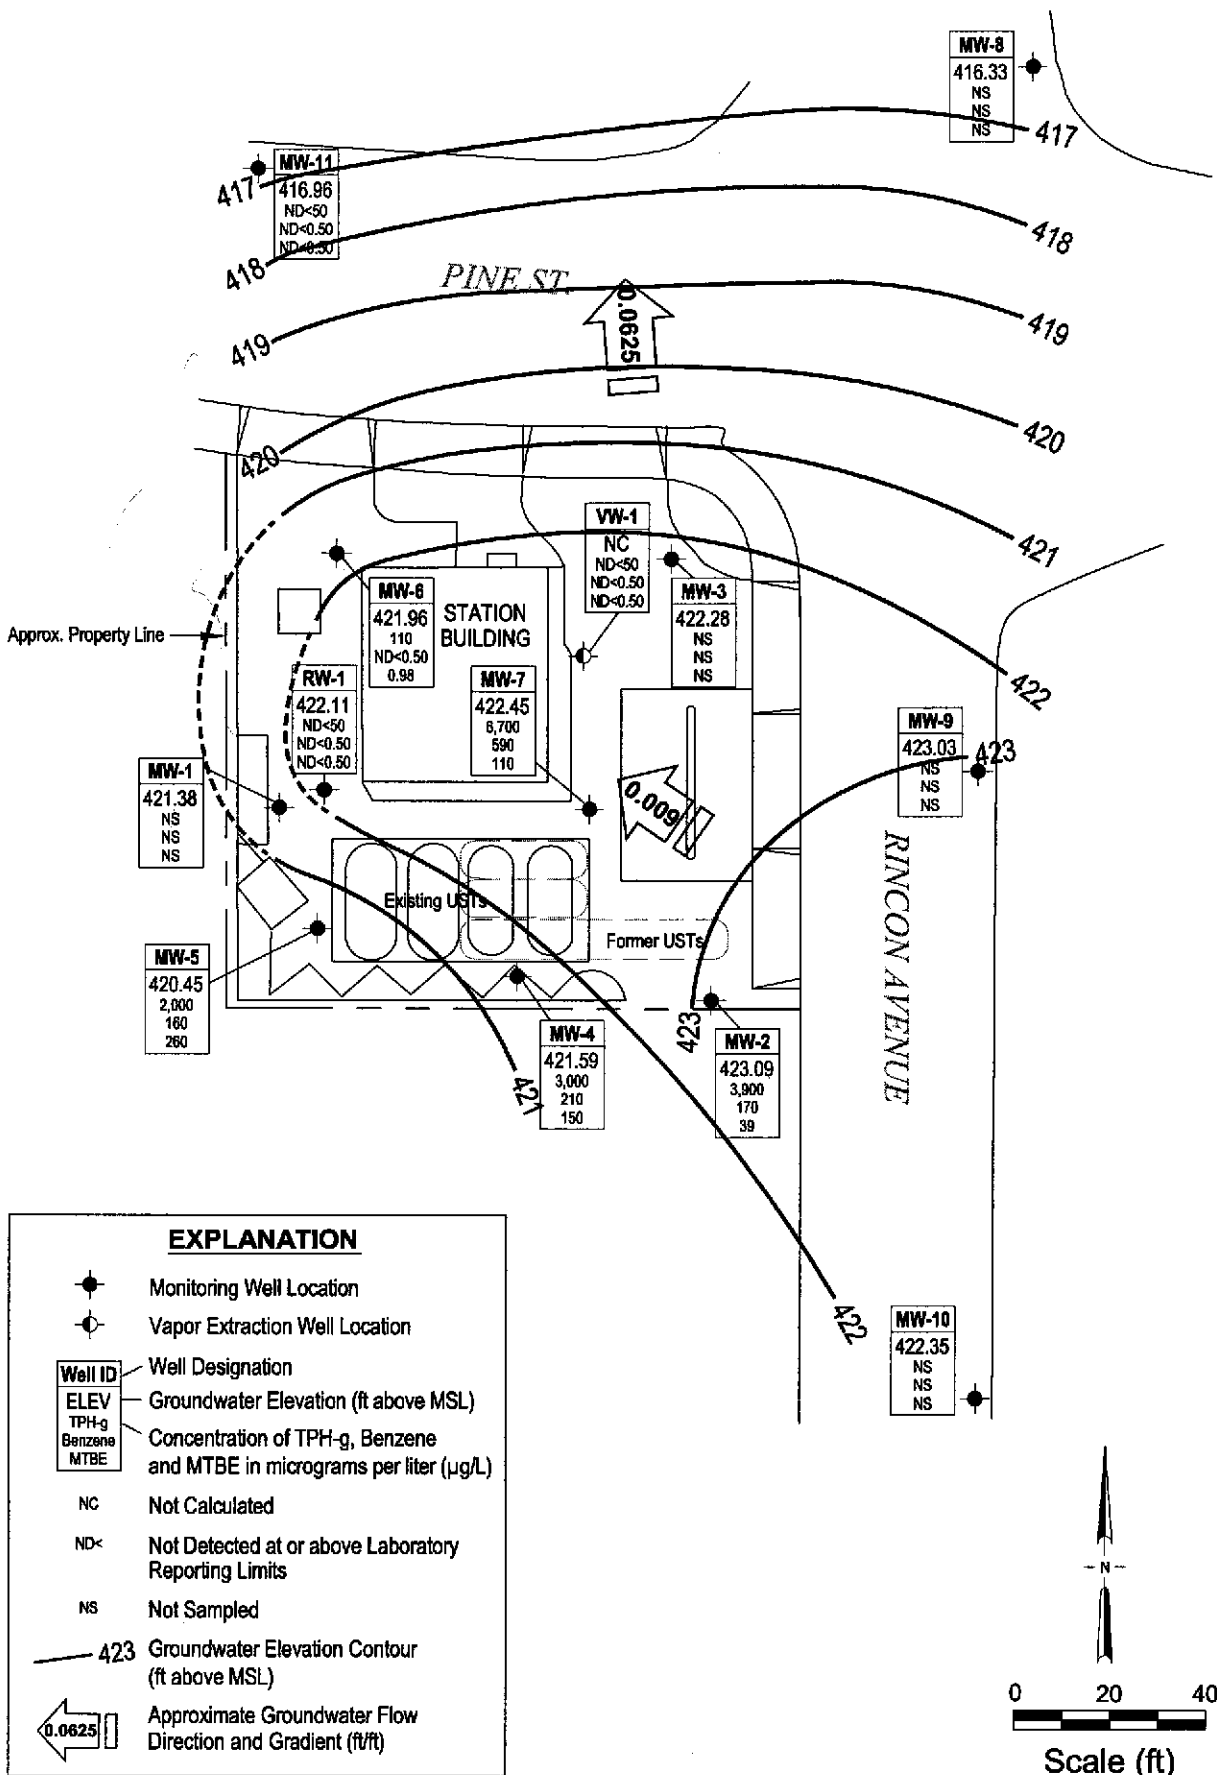 MW-8
416.33
NS
NS
NS
417
MW-11
416.96
ND<50
ND<0.50
ND<0.50
417
418
418
PINE ST.
0.0625
419
419
420
420
421
VW-1
NC
ND<50
ND<0.50
ND<0.50
MW-6
421.96
110
ND<0.50
0.98
STATION
BUILDING
MW-3
422.28
NS
NS
NS
Approx. Property Line
RW-1
422.11
ND<50
ND<0.50
ND<0.50
MW-7
422.45
6,700
590
110
422
MW-9
423.03
NS
NS
NS
423
MW-1
421.38
NS
NS
NS
0.009
RINCON AVENUE
Existing USTs
Former USTs
MW-5
420.45
2,000
160
260
423
MW-4
421.59
3,000
210
150
421
MW-2
423.09
3,900
170
39
422
MW-10
422.35
NS
NS
NS
EXPLANATION
Monitoring Well Location
Vapor Extraction Well Location
Well ID
ELEV
TPH-g
Benzene
MTBE
Well Designation
Groundwater Elevation (ft above MSL)
Concentration of TPH-g, Benzene
and MTBE in micrograms per liter (µg/L)
NC Not Calculated
ND< Not Detected at or above Laboratory
Reporting Limits
NS Not Sampled
423 Groundwater Elevation Contour
(ft above MSL)
0.0625 Approximate Groundwater Flow
Direction and Gradient (ft/ft)
N
0 20 40
Scale (ft)